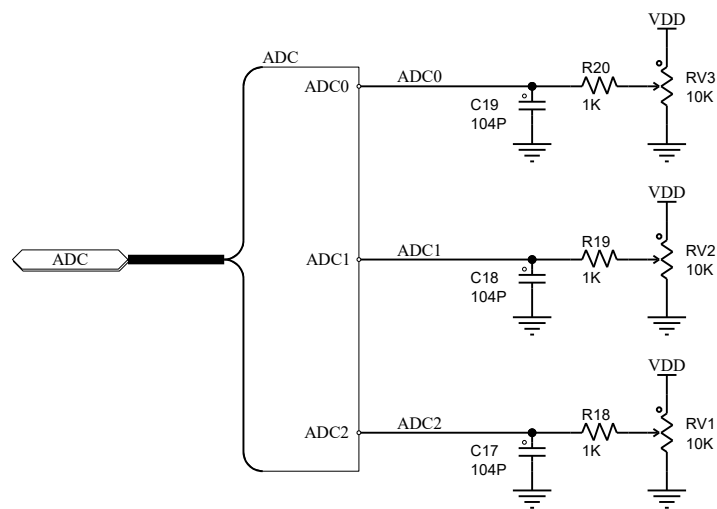 VDD
ADC
ADC0
ADC0
R20
1K
RV3
10K
C19
104P
VDD
ADC
ADC1
ADC1
R19
1K
RV2
10K
C18
104P
VDD
ADC2
ADC2
R18
1K
RV1
10K
C17
104P